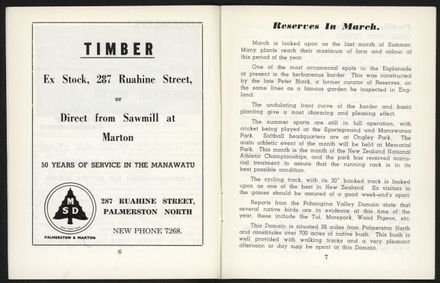 TIMBER
Ex Stock, 287 Ruahine Street,
or
Direct from Sawmill at
Marton
50 YEARS OF SERVICE IN THE MANAWATU
M
S D
PALMERSTON & MARTON
287 RUAHINE STREET,
PALMERSTON NORTH
NEW PHONE 7268.
6
Reserves In March.
March is looked upon as the last month of Summer.
Many plants reach their maximum of form and colour at
this period of the year.
One of the most ornamental spots in the Esplanade
at present is the herbaceous border. This was constructed
by the late Peter Black, a former curator of Reserves, on
the same lines as a famous garden he inspected in Eng-
land.
The undulating front curve of the border and basic
planting give a most charming and pleasing effect.
The summer sports are still in full operation, with
cricket being played at the Sportsground and Manawaroa
Park. Softball headquarters are at Ongley Park. The
main athletic event of the month will be held at Memorial
Park. This month is the month of the New Zealand National
Athletic Championships, and the park has received manu-
rial treatment to assure that the running rack is in its
best possible condition.
The cycling track, with its 30° banked track is looked
upon as one of the best in New Zealand. So visitors to
the games should be assured of a good week-end's sport.
Reports from the Pohangina Valley Domain state that
several native birds are in evidence at this time of the
year, these include the Tui, Morepork, Wood Pigeon, etc.
This Domain is situated 26 miles from Palmerston North
and constitutes over 700 acres of native bush. This bush is
well provided with walking tracks and a very pleasant
afternoon or day may be spent at this Domain.
7